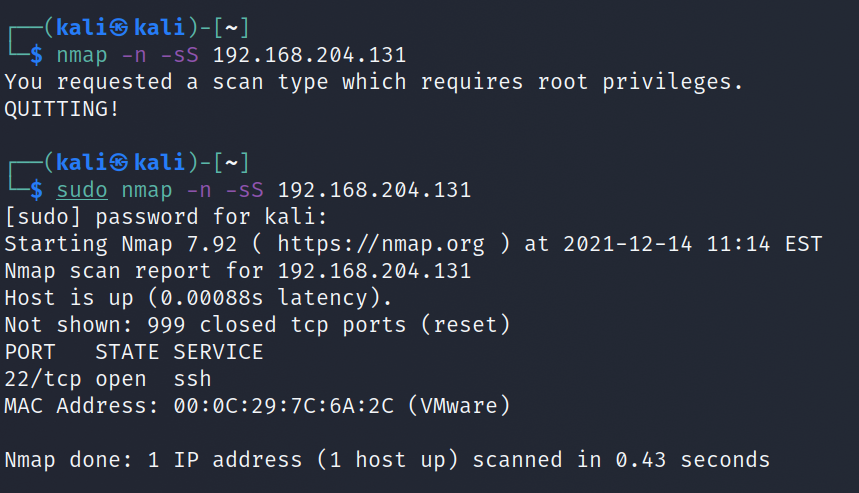 ┌──(kali㉿kali)-[~]
└─$ nmap -n -sS 192.168.204.131
You requested a scan type which requires root privileges.
QUITTING!
┌──(kali㉿kali)-[~]
└─$ sudo nmap -n -sS 192.168.204.131
[sudo] password for kali:
Starting Nmap 7.92 ( https://nmap.org ) at 2021-12-14 11:14 EST
Nmap scan report for 192.168.204.131
Host is up (0.00088s latency).
Not shown: 999 closed tcp ports (reset)
PORT   STATE SERVICE
22/tcp open  ssh
MAC Address: 00:0C:29:7C:6A:2C (VMware)
Nmap done: 1 IP address (1 host up) scanned in 0.43 seconds